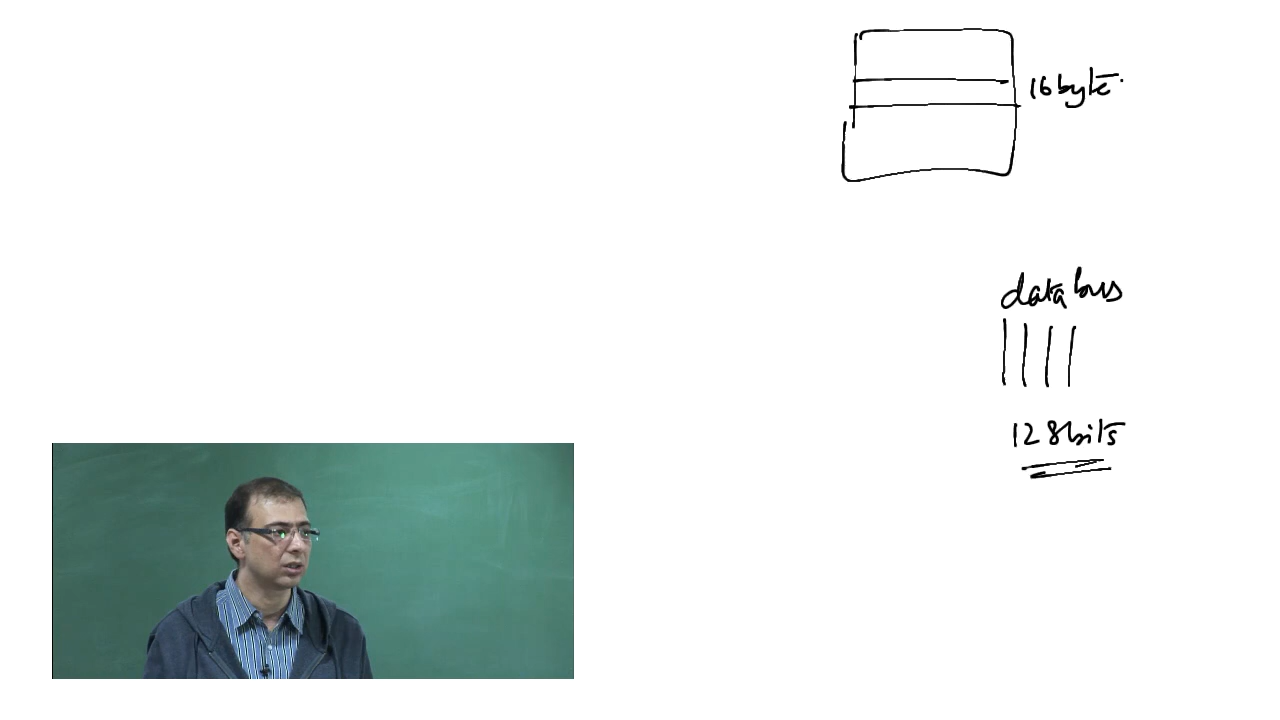 16 byte.
data bus
128 bits